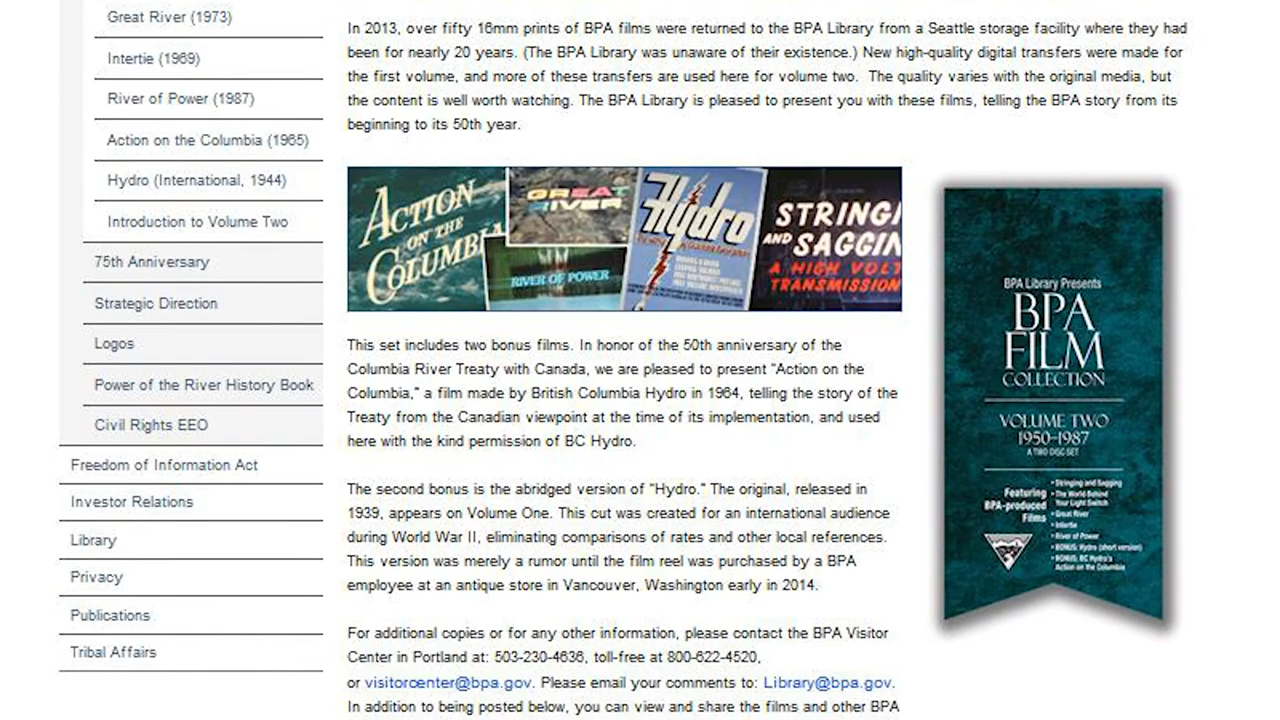 Great River (1973)
Intertie (1969)
River of Power (1987)
Action on the Columbia (1965)
Hydro (International, 1944)
Introduction to Volume Two
75th Anniversary
Strategic Direction
Logos
Power of the River History Book
Civil Rights EEO
Freedom of Information Act
Investor Relations
Library
Privacy
Publications
Tribal Affairs
In 2013, over fifty 16mm prints of BPA films were returned to the BPA Library from a Seattle storage facility where they had
been for nearly 20 years. (The BPA Library was unaware of their existence.) New high-quality digital transfers were made for
the first volume, and more of these transfers are used here for volume two. The quality varies with the original media, but
the content is well worth watching. The BPA Library is pleased to present you with these films, telling the BPA story from its
beginning to its 50th year.
ACTION
ON THE
COLUMBIA
GREAT
RIVER
RIVER OF POWER
Hydro
STRINGI
AND SAGGIN
A HIGH VOLT
TRANSMISSION
This set includes two bonus films. In honor of the 50th anniversary of the
Columbia River Treaty with Canada, we are pleased to present "Action on the
Columbia," a film made by British Columbia Hydro in 1964, telling the story of the
Treaty from the Canadian viewpoint at the time of its implementation, and used
here with the kind permission of BC Hydro.
The second bonus is the abridged version of "Hydro." The original, released in
1939, appears on Volume One. This cut was created for an international audience
during World War II, eliminating comparisons of rates and other local references.
This version was merely a rumor until the film reel was purchased by a BPA
employee at an antique store in Vancouver, Washington early in 2014.
For additional copies or for any other information, please contact the BPA Visitor
Center in Portland at: 503-230-4636, toll-free at 800-622-4520,
or visitorcenter@bpa.gov. Please email your comments to: Library@bpa.gov.
In addition to being posted below, you can view and share the films and other BPA
BPA Library Presents
BPA
FILM
COLLECTION
VOLUME TWO
1950-1987
A TWO DISC SET
Featuring
BPA-produced
Films
• Stringing and Sagging
• The World Behind
Your Light Switch
• Great River
• Intertie
• River of Power
• BONUS: Hydro (short version)
• BONUS: BC Hydro's
Action on the Columbia